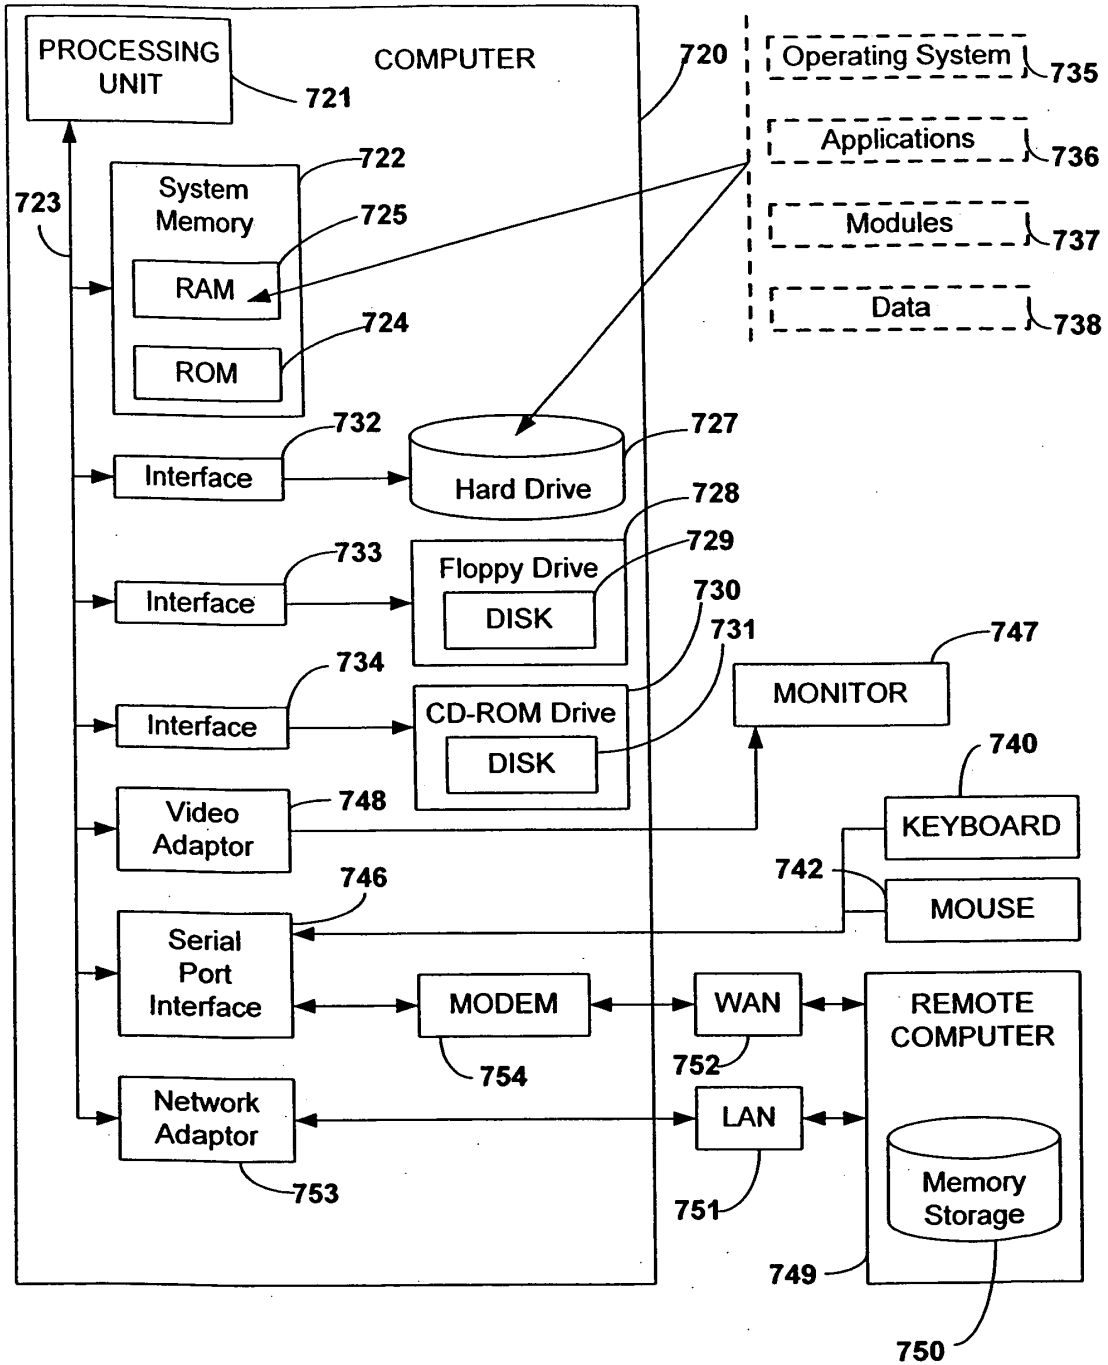 PROCESSING
UNIT
721
COMPUTER
720
Operating System
735
Applications
736
Modules
737
Data
738
722
System
Memory
723
725
RAM
724
ROM
732
Interface
727
Hard Drive
728
733
Interface
Floppy Drive
729
DISK
730
731
734
Interface
CD-ROM Drive
DISK
747
MONITOR
748
Video
Adaptor
740
KEYBOARD
742
MOUSE
746
Serial
Port
Interface
MODEM
754
WAN
752
REMOTE
COMPUTER
Network
Adaptor
753
LAN
751
Memory
Storage
749
750